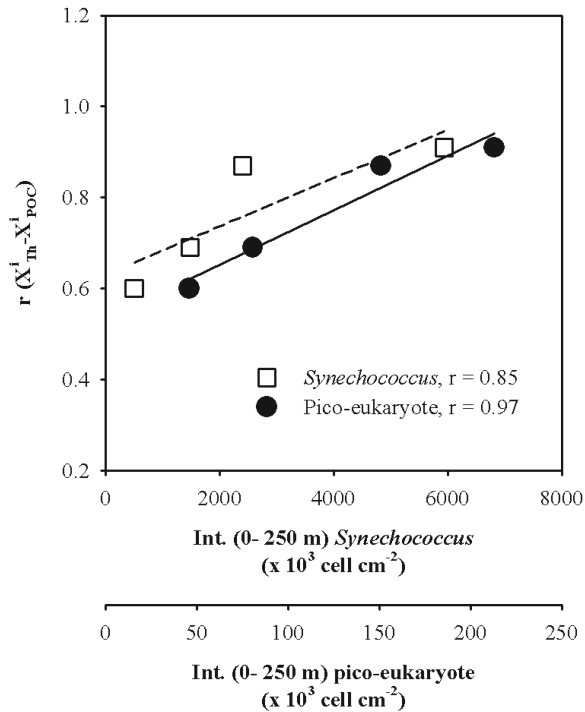 1.2
1.0
0.8
0.6
0.4
0.2
r (X^i_Th-X^i_POC)
Synechococcus, r = 0.85
Pico-eukaryote, r = 0.97
0 2000 4000 6000 8000
Int. (0- 250 m) Synechococcus
(x 10³ cell cm⁻²)
0 50 100 150 200 250
Int. (0- 250 m) pico-eukaryote
(x 10³ cell cm⁻²)